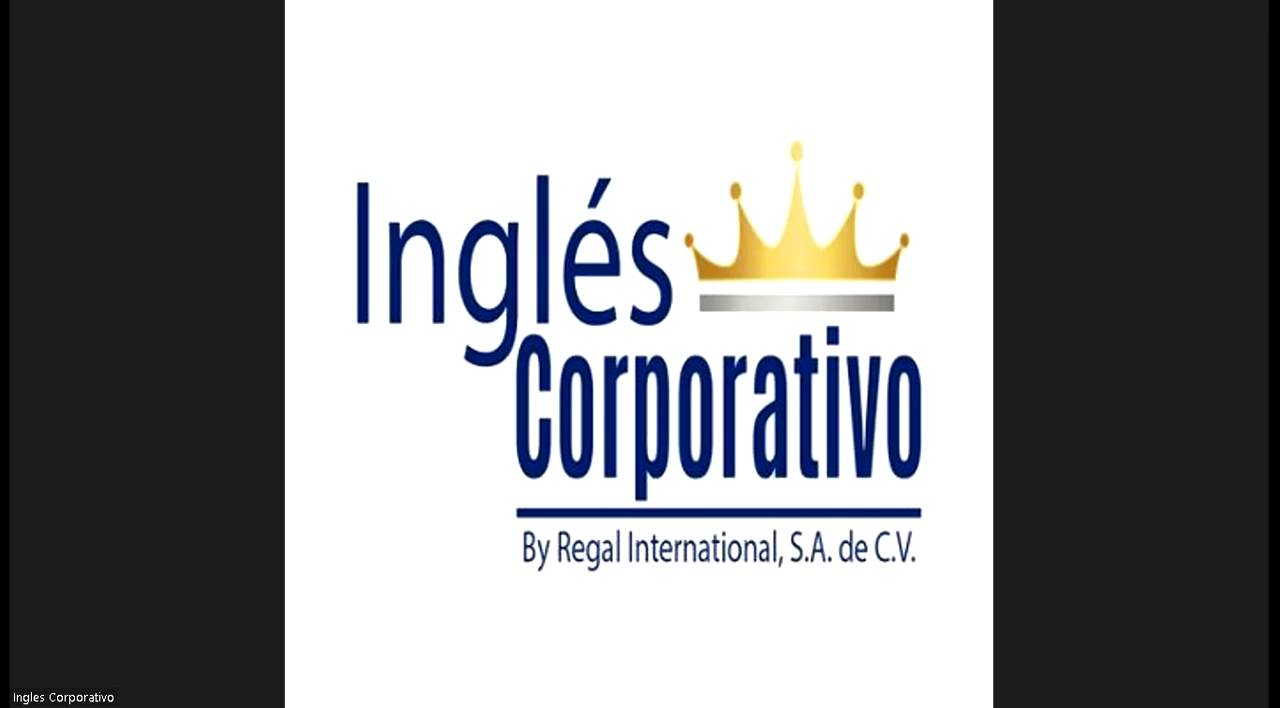 Inglés
Corporativo
By Regal International, S.A. de C.V.
Ingles Corporativo